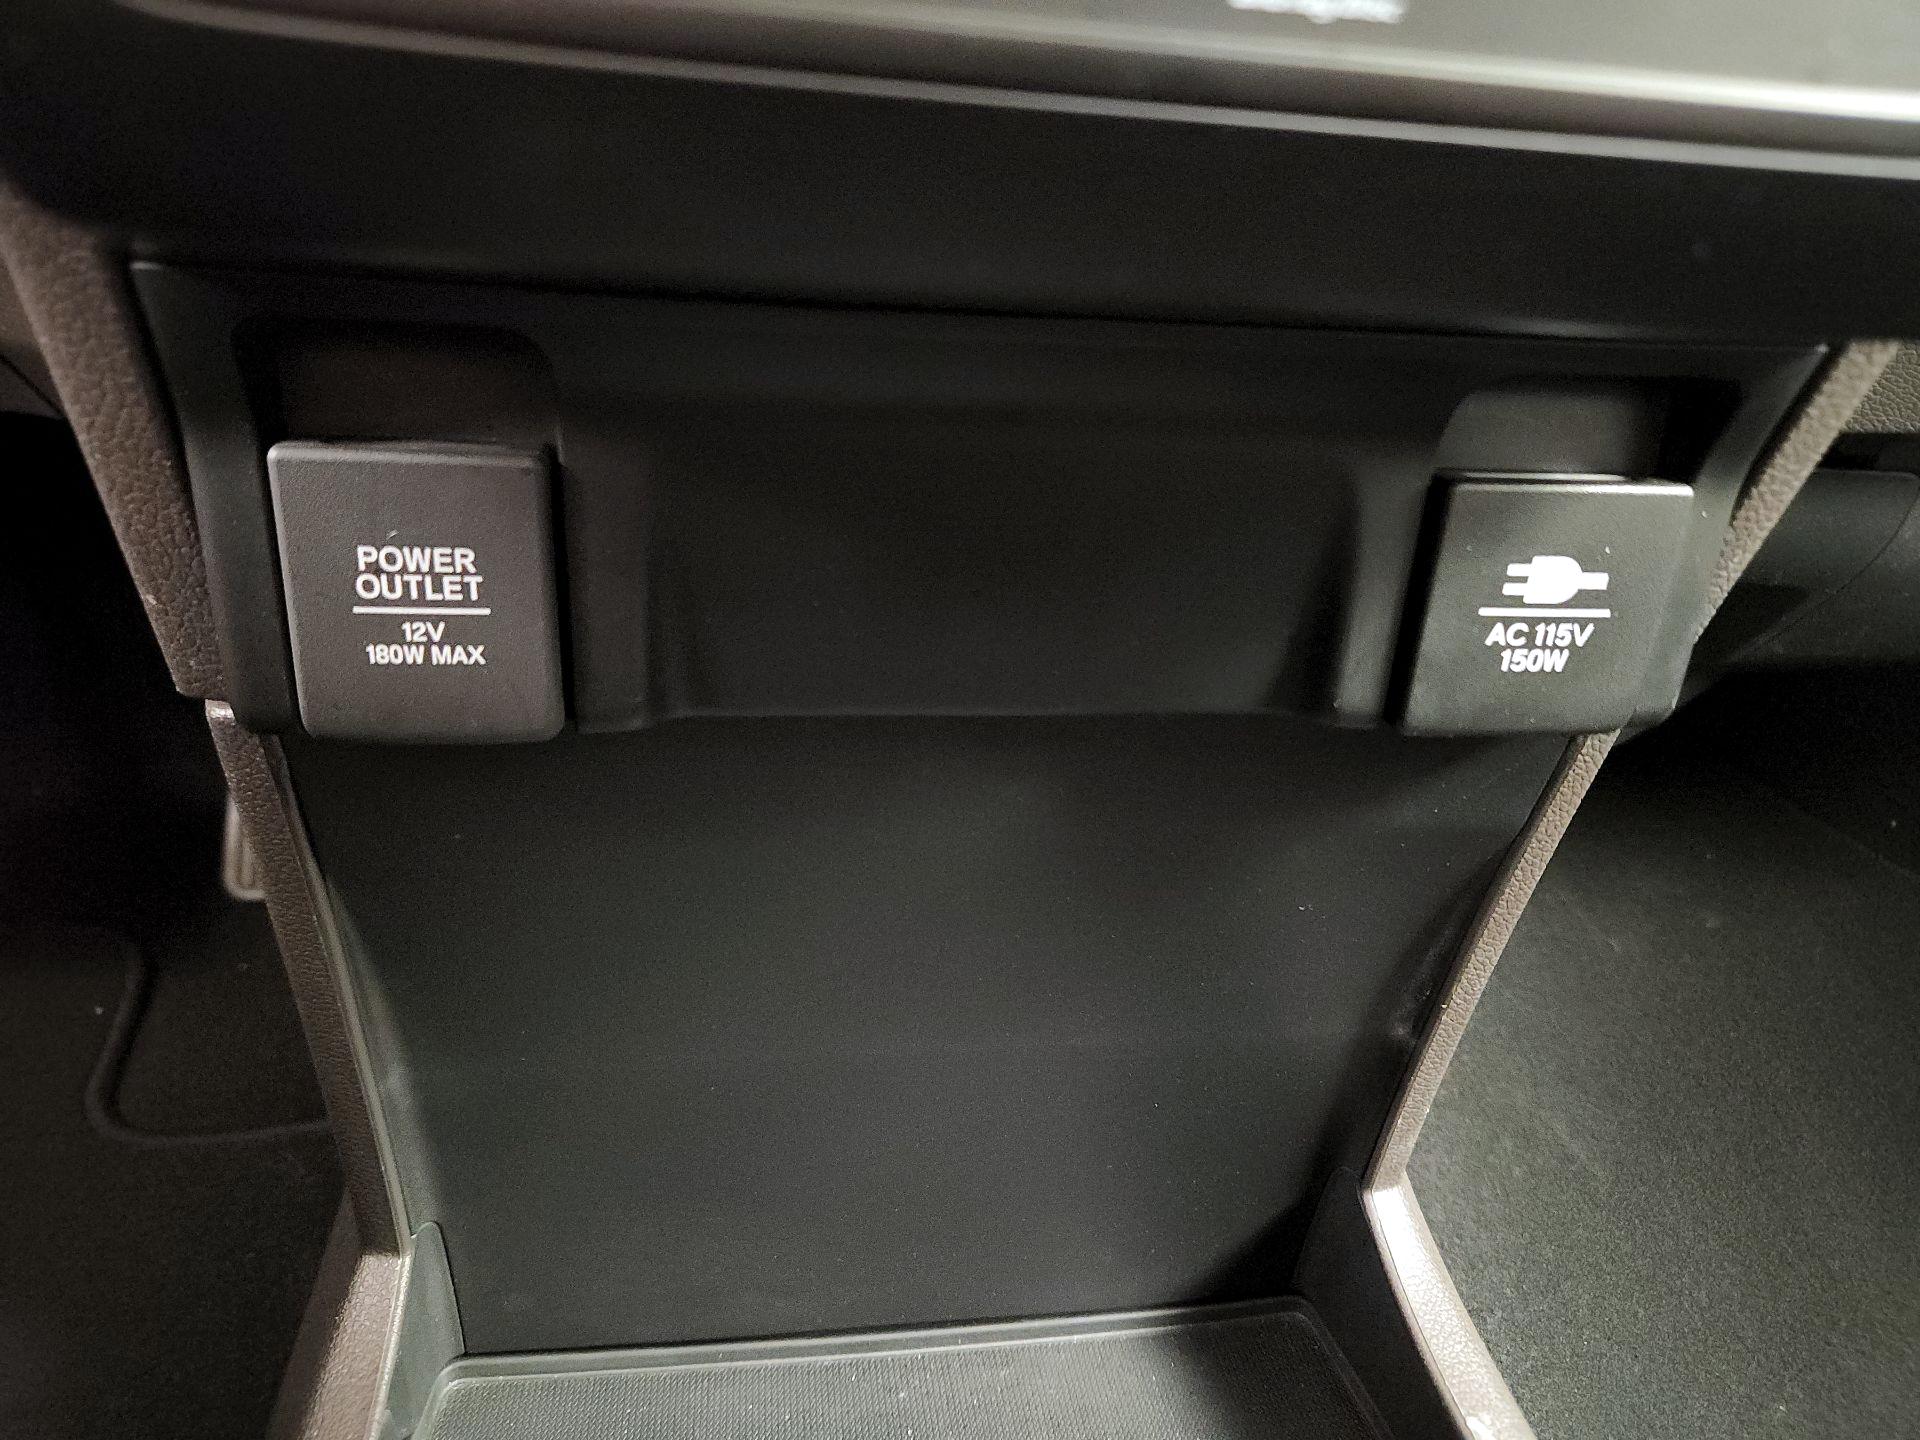 POWER
OUTLET
12V
180W MAX
AC 115V
150W